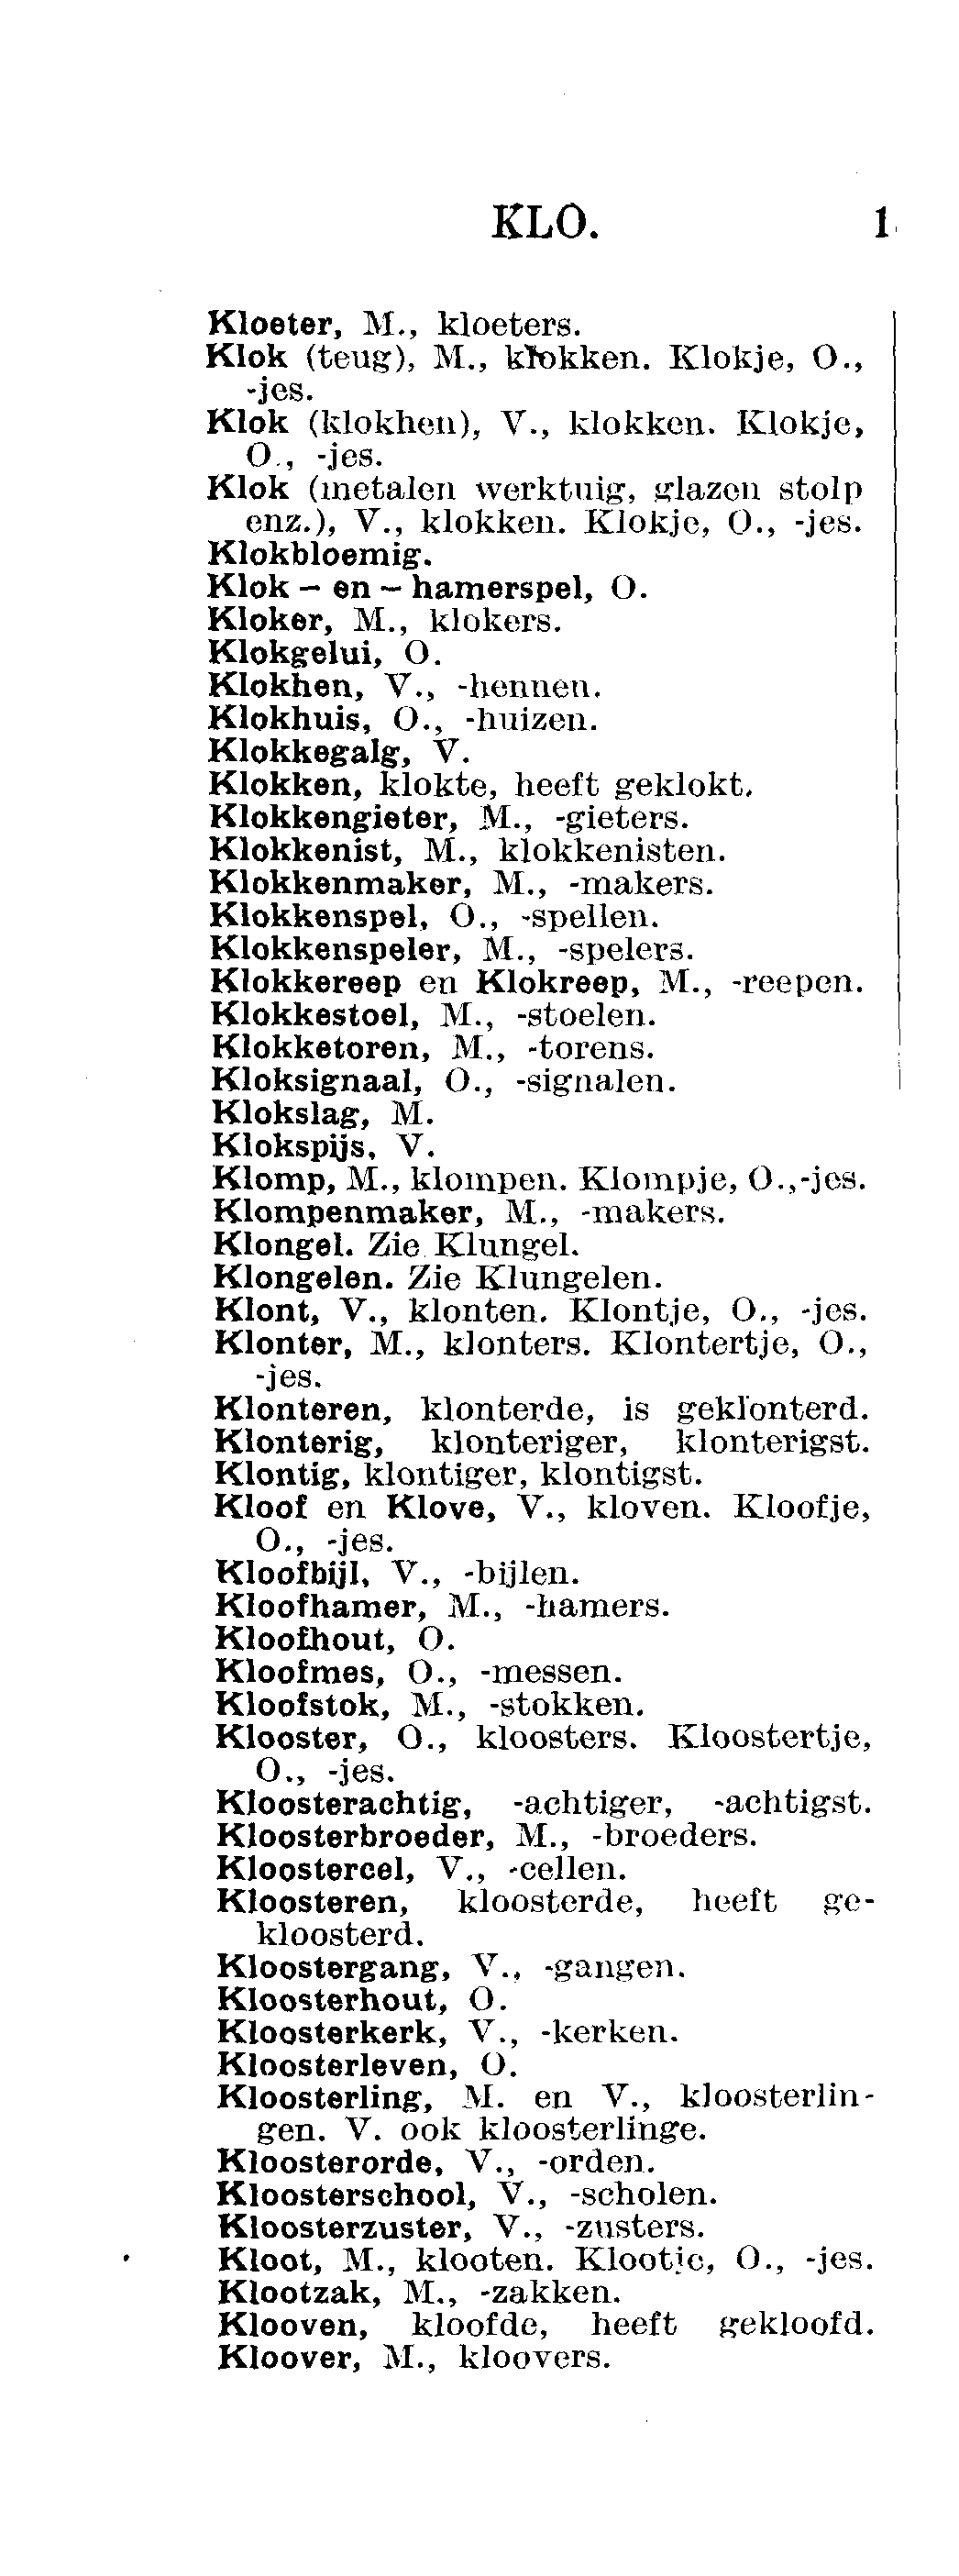 KLO. 1
Kloeter, M., kloeters.
Klok (teug), M., klokken. Klokje, O.,
-jes.
Klok (klokhen), V., klokken. Klokje,
O., -jes.
Klok (metalen werktuig, glazen stolp
enz.), V., klokken. Klokje, O., -jes.
Klokbloemig.
Klok – en – hamerspel, O.
Kloker, M., klokers.
Klokgelui, O.
Klokhen, V., -hennen.
Klokhuis, O., -huizen.
Klokkegalg, V.
Klokken, klokte, heeft geklokt.
Klokkengieter, M., -gieters.
Klokkenist, M., klokkenisten.
Klokkenmaker, M., -makers.
Klokkenspel, O., -spellen.
Klokkenspeler, M., -spelers.
Klokkereep en Klokreep, M., -reepen.
Klokkestoel, M., -stoelen.
Klokketoren, M., -torens.
Kloksignaal, O., -signalen.
Klokslag, M.
Klokspijs, V.
Klomp, M., klompen. Klompje, O.,-jes.
Klompenmaker, M., -makers.
Klongel. Zie Klungel.
Klongelen. Zie Klungelen.
Klont, V., klonten. Klontje, O., -jes.
Klonter, M., klonters. Klontertje, O.,
-jes.
Klonteren, klonterde, is geklonterd.
Klonterig, klonteriger, klonterigst.
Klontig, klontiger, klontigst.
Kloof en Klove, V., kloven. Kloofje,
O., -jes.
Kloofbijl, V., -bijlen.
Kloofhamer, M., -hamers.
Kloofhout, O.
Kloofmes, O., -messen.
Kloofstok, M., -stokken.
Klooster, O., kloosters. Kloostertje,
O., -jes.
Kloosterachtig, -achtiger, -achtigst.
Kloosterbroeder, M., -broeders.
Kloostercel, V., -cellen.
Kloosteren, kloosterde, heeft ge-
kloosterd.
Kloostergang, V., -gangen.
Kloosterhout, O.
Kloosterkerk, V., -kerken.
Kloosterleven, O.
Kloosterling, M. en V., kloosterlin-
gen. V. ook kloosterlinge.
Kloosterorde, V., -orden.
Kloosterschool, V., -scholen.
Kloosterzuster, V., -zusters.
Kloot, M., klooten. Klootje, O., -jes.
Klootzak, M., -zakken.
Klooven, kloofde, heeft gekloofd.
Kloover, M., kloovers.